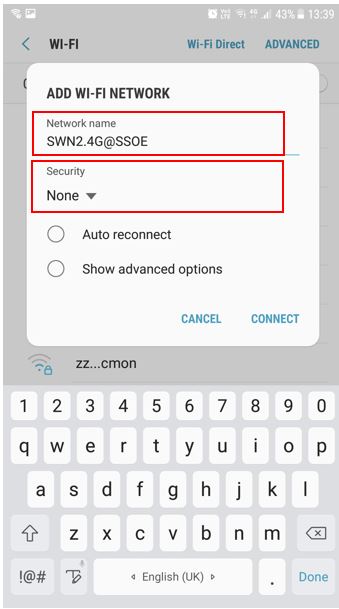 VoLTE 4G 43% 13:39
WI-FI Wi-Fi Direct ADVANCED
ADD WI-FI NETWORK
Network name
SWN2.4G@SSOE
Security
None
Auto reconnect
Show advanced options
CANCEL CONNECT
zz...cmon
1 2 3 4 5 6 7 8 9 0
q w e r t y u i o p
a s d f g h j k l
z x c v b n m
!@# T English (UK) . Done